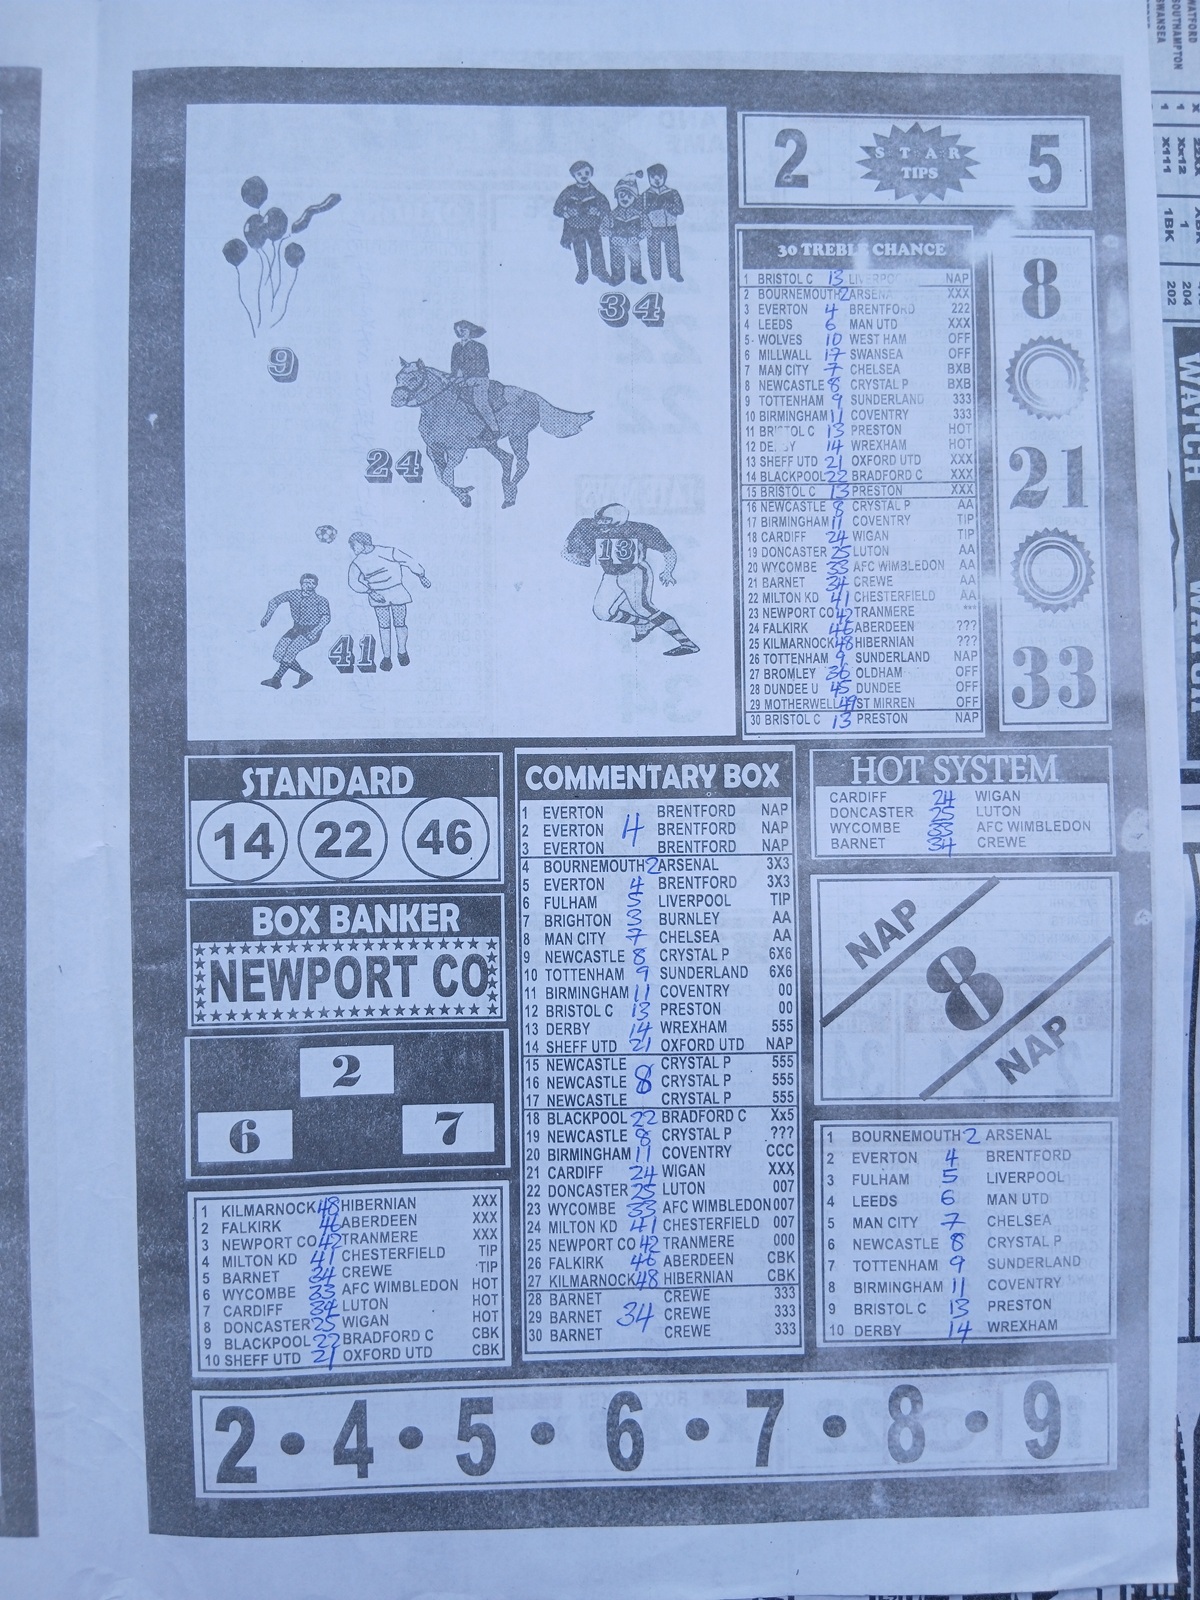 2 STAR TIPS 5
9
34
24
41
13
30 TREBLE CHANCE
1 BRISTOL C 13 LIVERPOOL NAP
2 BOURNEMOUTH 2 ARSENAL XXX
3 EVERTON 4 BRENTFORD 222
4 LEEDS 6 MAN UTD XXX
5 WOLVES 10 WEST HAM OFF
6 MILLWALL 17 SWANSEA OFF
7 MAN CITY 7 CHELSEA BXB
8 NEWCASTLE 8 CRYSTAL P BXB
9 TOTTENHAM 9 SUNDERLAND 333
10 BIRMINGHAM 11 COVENTRY 333
11 BRISTOL C 13 PRESTON HOT
12 DERBY 14 WREXHAM HOT
13 SHEFF UTD 21 OXFORD UTD XXX
14 BLACKPOOL 22 BRADFORD C XXX
15 BRISTOL C 13 PRESTON XXX
16 NEWCASTLE 8 CRYSTAL P AA
17 BIRMINGHAM 11 COVENTRY TIP
18 CARDIFF 24 WIGAN TIP
19 DONCASTER 25 LUTON AA
20 WYCOMBE 33 AFC WIMBLEDON AA
21 BARNET 34 CREWE AA
22 MILTON KD 41 CHESTERFIELD AA
23 NEWPORT CO 42 TRANMERE ***
24 FALKIRK 46 ABERDEEN ???
25 KILMARNOCK 48 HIBERNIAN ???
26 TOTTENHAM 9 SUNDERLAND NAP
27 BROMLEY 36 OLDHAM OFF
28 DUNDEE U 45 DUNDEE OFF
29 MOTHERWELL 49 ST MIRREN OFF
30 BRISTOL C 13 PRESTON NAP
8
21
33
STANDARD
14 22 46
BOX BANKER
NEWPORT CO
2
6 7
1 KILMARNOCK 48 HIBERNIAN XXX
2 FALKIRK 46 ABERDEEN XXX
3 NEWPORT CO 42 TRANMERE XXX
4 MILTON KD 41 CHESTERFIELD TIP
5 BARNET 34 CREWE TIP
6 WYCOMBE 33 AFC WIMBLEDON HOT
7 CARDIFF 34 LUTON HOT
8 DONCASTER 25 WIGAN HOT
9 BLACKPOOL 22 BRADFORD C CBK
10 SHEFF UTD 21 OXFORD UTD CBK
COMMENTARY BOX
1 EVERTON BRENTFORD NAP
2 EVERTON 4 BRENTFORD NAP
3 EVERTON BRENTFORD NAP
4 BOURNEMOUTH 2 ARSENAL 3X3
5 EVERTON 4 BRENTFORD 3X3
6 FULHAM 5 LIVERPOOL TIP
7 BRIGHTON 3 BURNLEY AA
8 MAN CITY 7 CHELSEA AA
9 NEWCASTLE 8 CRYSTAL P 6X6
10 TOTTENHAM 9 SUNDERLAND 6X6
11 BIRMINGHAM 11 COVENTRY 00
12 BRISTOL C 13 PRESTON 00
13 DERBY 14 WREXHAM 555
14 SHEFF UTD 21 OXFORD UTD NAP
15 NEWCASTLE CRYSTAL P 555
16 NEWCASTLE 8 CRYSTAL P 555
17 NEWCASTLE CRYSTAL P 555
18 BLACKPOOL 22 BRADFORD C Xx5
19 NEWCASTLE 8 CRYSTAL P ???
20 BIRMINGHAM 11 COVENTRY CCC
21 CARDIFF 24 WIGAN XXX
22 DONCASTER 25 LUTON 007
23 WYCOMBE 33 AFC WIMBLEDON 007
24 MILTON KD 41 CHESTERFIELD 007
25 NEWPORT CO 42 TRANMERE 000
26 FALKIRK 46 ABERDEEN CBK
27 KILMARNOCK 48 HIBERNIAN CBK
28 BARNET CREWE 333
29 BARNET 34 CREWE 333
30 BARNET CREWE 333
HOT SYSTEM
CARDIFF 24 WIGAN
DONCASTER 25 LUTON
WYCOMBE 33 AFC WIMBLEDON
BARNET 34 CREWE
NAP
8
NAP
1 BOURNEMOUTH 2 ARSENAL
2 EVERTON 4 BRENTFORD
3 FULHAM 5 LIVERPOOL
4 LEEDS 6 MAN UTD
5 MAN CITY 7 CHELSEA
6 NEWCASTLE 8 CRYSTAL P
7 TOTTENHAM 9 SUNDERLAND
8 BIRMINGHAM 11 COVENTRY
9 BRISTOL C 13 PRESTON
10 DERBY 14 WREXHAM
2 • 4 • 5 • 6 • 7 • 8 • 9
WATFORD
SOUTHAMPTON
SWANSEA
WATCH